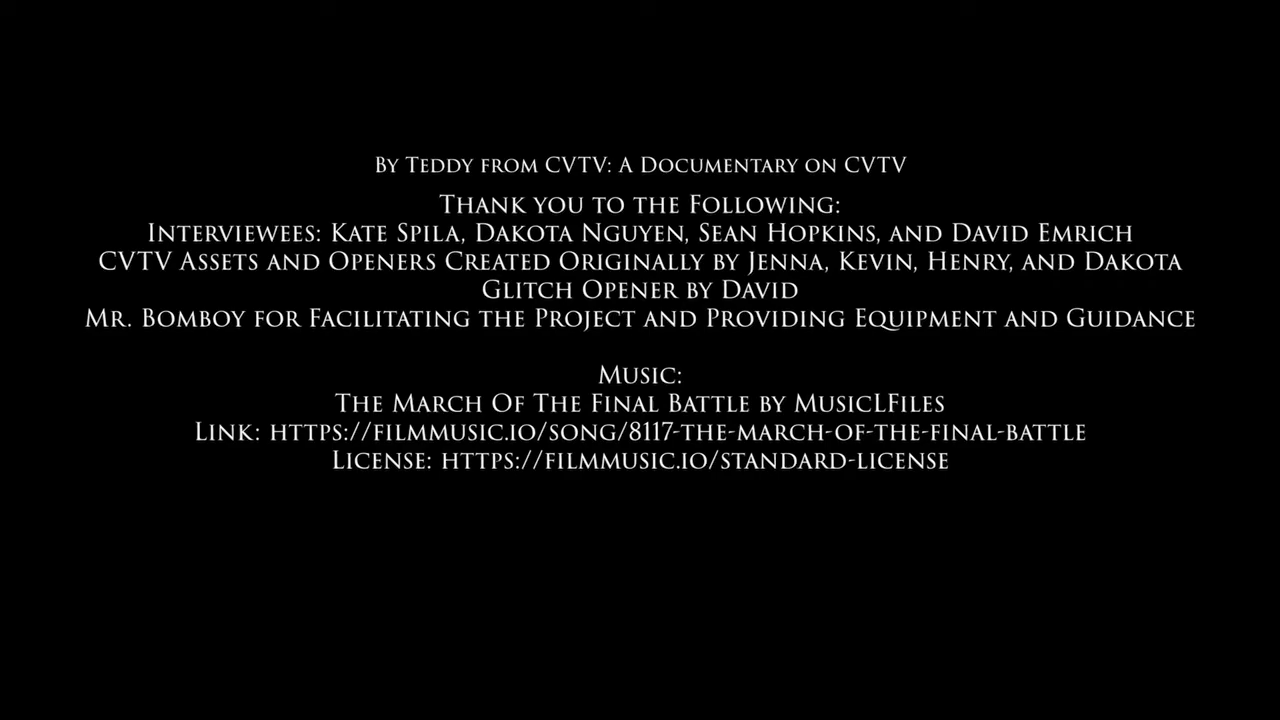 By Teddy from CVTV: A Documentary on CVTV
Thank you to the Following:
Interviewees: Kate Spila, Dakota Nguyen, Sean Hopkins, and David Emrich
CVTV Assets and Openers Created Originally by Jenna, Kevin, Henry, and Dakota
Glitch Opener by David
Mr. Bomboy for Facilitating the Project and Providing Equipment and Guidance
Music:
The March Of The Final Battle by MusicLFiles
Link: https://filmmusic.io/song/8117-the-march-of-the-final-battle
License: https://filmmusic.io/standard-license